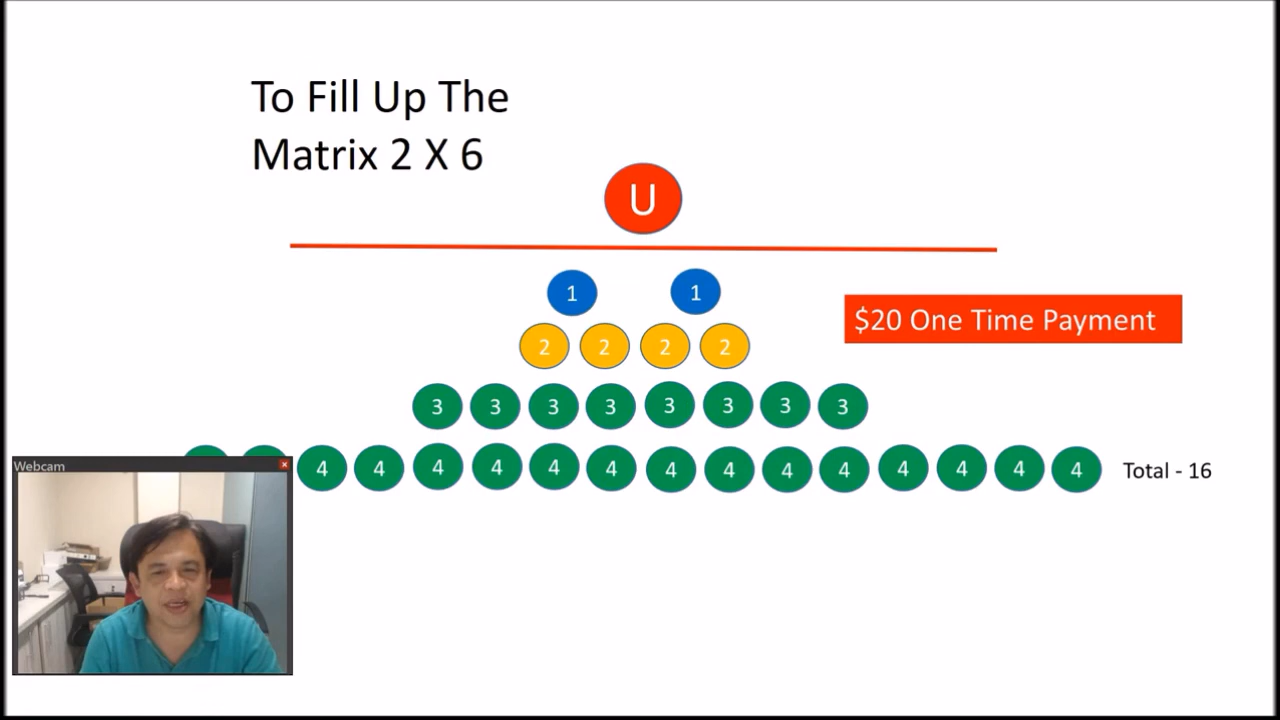 To Fill Up The
Matrix 2 X 6
U
1 1
$20 One Time Payment
2 2 2 2
3 3 3 3 3 3 3 3
4 4 4 4 4 4 4 4 4 4 4 4 4 4 Total - 16
Webcam